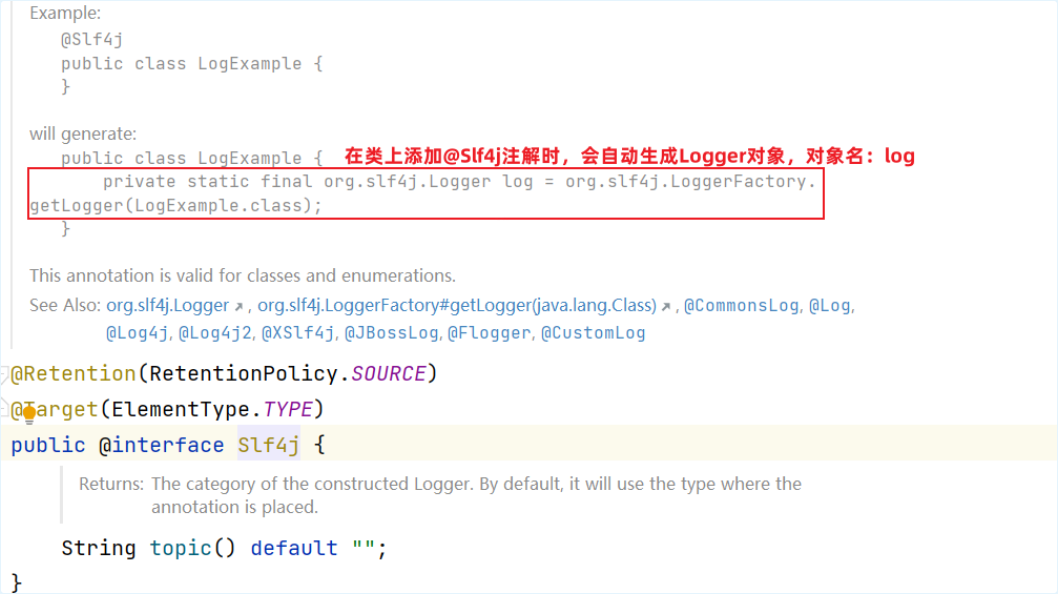 Example:
@Slf4j
public class LogExample {
}
will generate:
public class LogExample { 在类上添加@Slf4j注解时，会自动生成Logger对象，对象名：log
private static final org.slf4j.Logger log = org.slf4j.LoggerFactory.
getLogger(LogExample.class);
}
This annotation is valid for classes and enumerations.
See Also: org.slf4j.Logger, org.slf4j.LoggerFactory#getLogger(java.lang.Class), @CommonsLog, @Log,
@Log4j, @Log4j2, @XSlf4j, @JBossLog, @Flogger, @CustomLog
@Retention(RetentionPolicy.SOURCE)
@Target(ElementType.TYPE)
public @interface Slf4j {
Returns: The category of the constructed Logger. By default, it will use the type where the
annotation is placed.
String topic() default "";
}